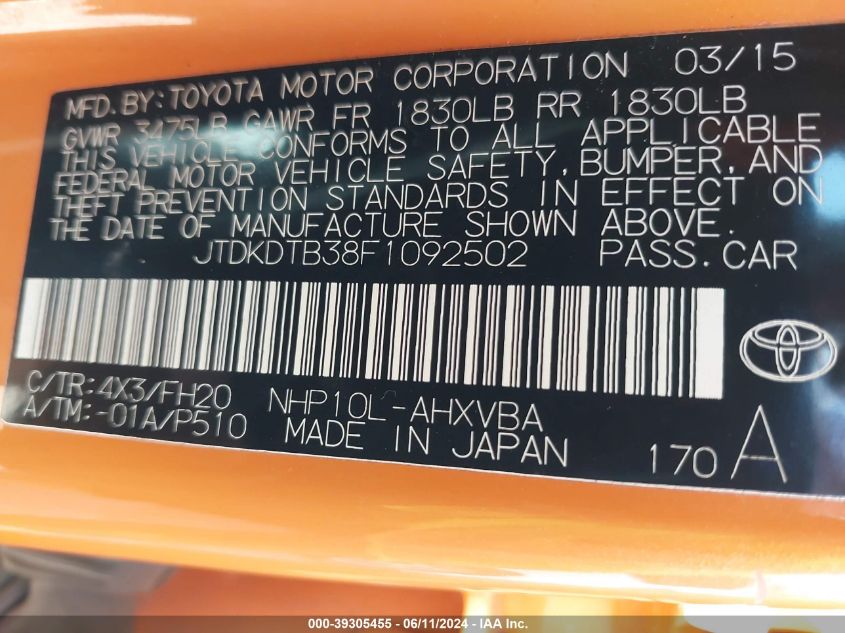 MFD. BY: TOYOTA MOTOR CORPORATION 03/15
GVWR 3475LB GAWR FR 1830LB RR 1830LB
THIS VEHICLE CONFORMS TO ALL APPLICABLE
FEDERAL MOTOR VEHICLE SAFETY, BUMPER, AND
THEFT PREVENTION STANDARDS IN EFFECT ON
THE DATE OF MANUFACTURE SHOWN ABOVE.
JTDKDTB38F1092502 PASS. CAR
C/TR: 4X3/FH20 NHP10L-AHXVBA
A/TM: -01A/P510 MADE IN JAPAN 170 A
000-39305455 - 06/11/2024 - IAA Inc.